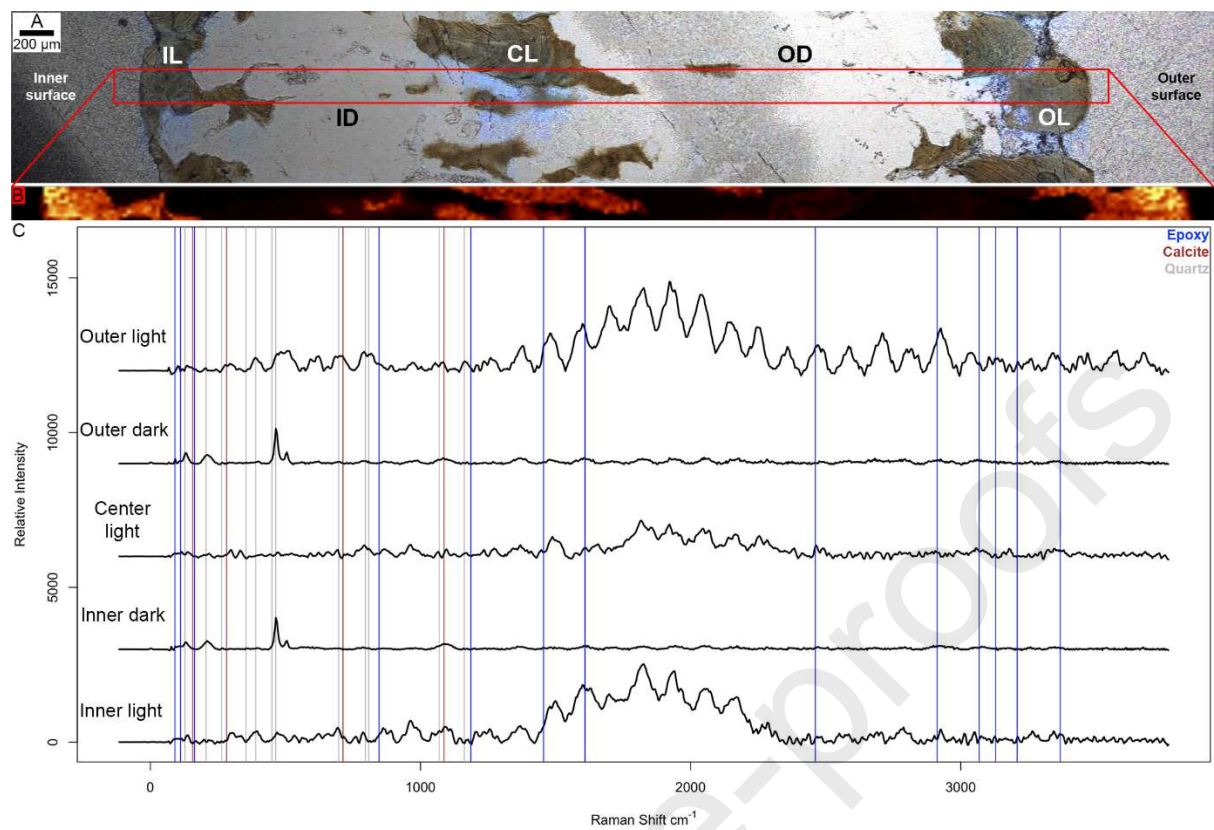 A
200 µm
IL
CL
OD
Inner
surface
Outer
surface
ID
OL
B
C
Epoxy
Calcite
Quartz
15000
Outer light
10000
Outer dark
Relative Intensity
Center
light
5000
Inner dark
Inner light
0
0
1000
2000
3000
Raman Shift cm⁻¹
e-proofs